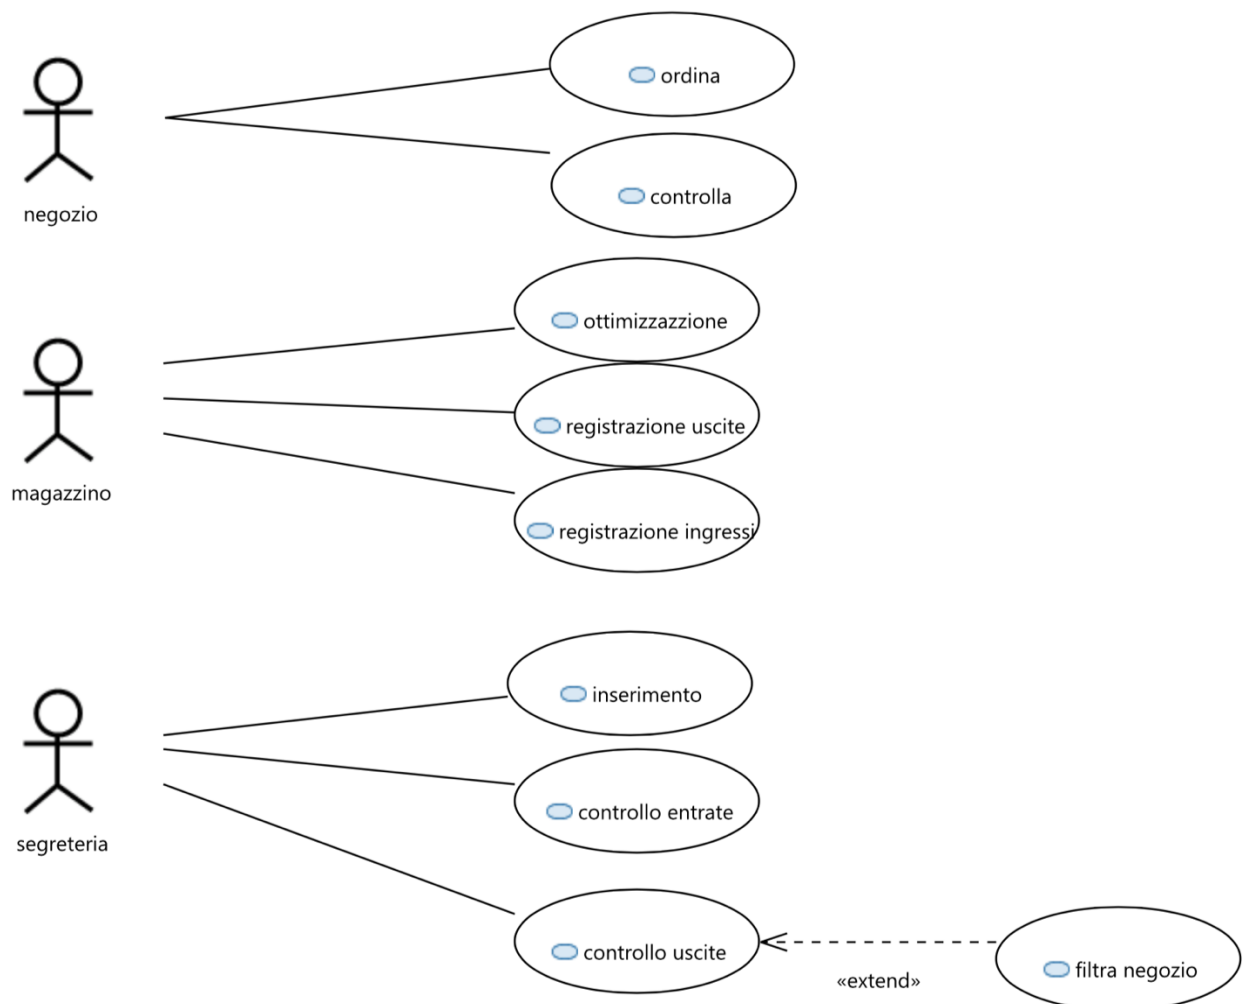 ordina
controlla
negozio
ottimizzazzione
registrazione uscite
registrazione ingressi
magazzino
inserimento
controllo entrate
segreteria
controllo uscite
«extend»
filtra negozio